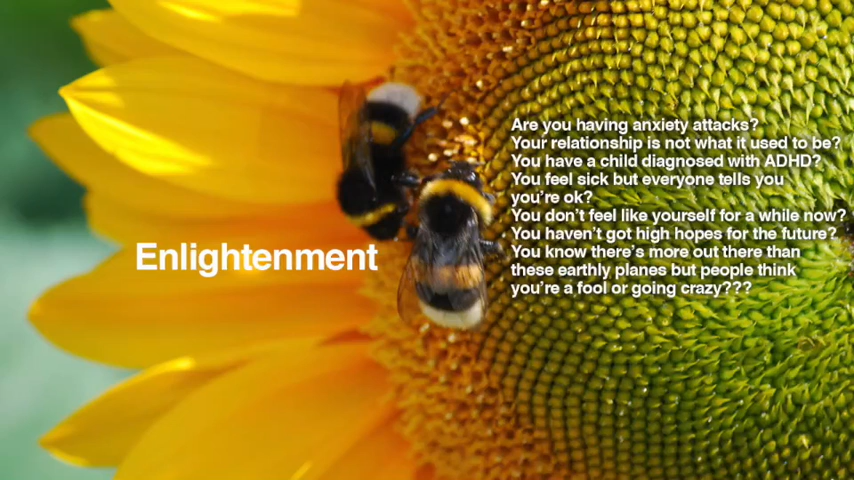 Enlightenment
Are you having anxiety attacks?
Your relationship is not what it used to be?
You have a child diagnosed with ADHD?
You feel sick but everyone tells you
you're ok?
You don't feel like yourself for a while now?
You haven't got high hopes for the future?
You know there's more out there than
these earthly planes but people think
you're a fool or going crazy???